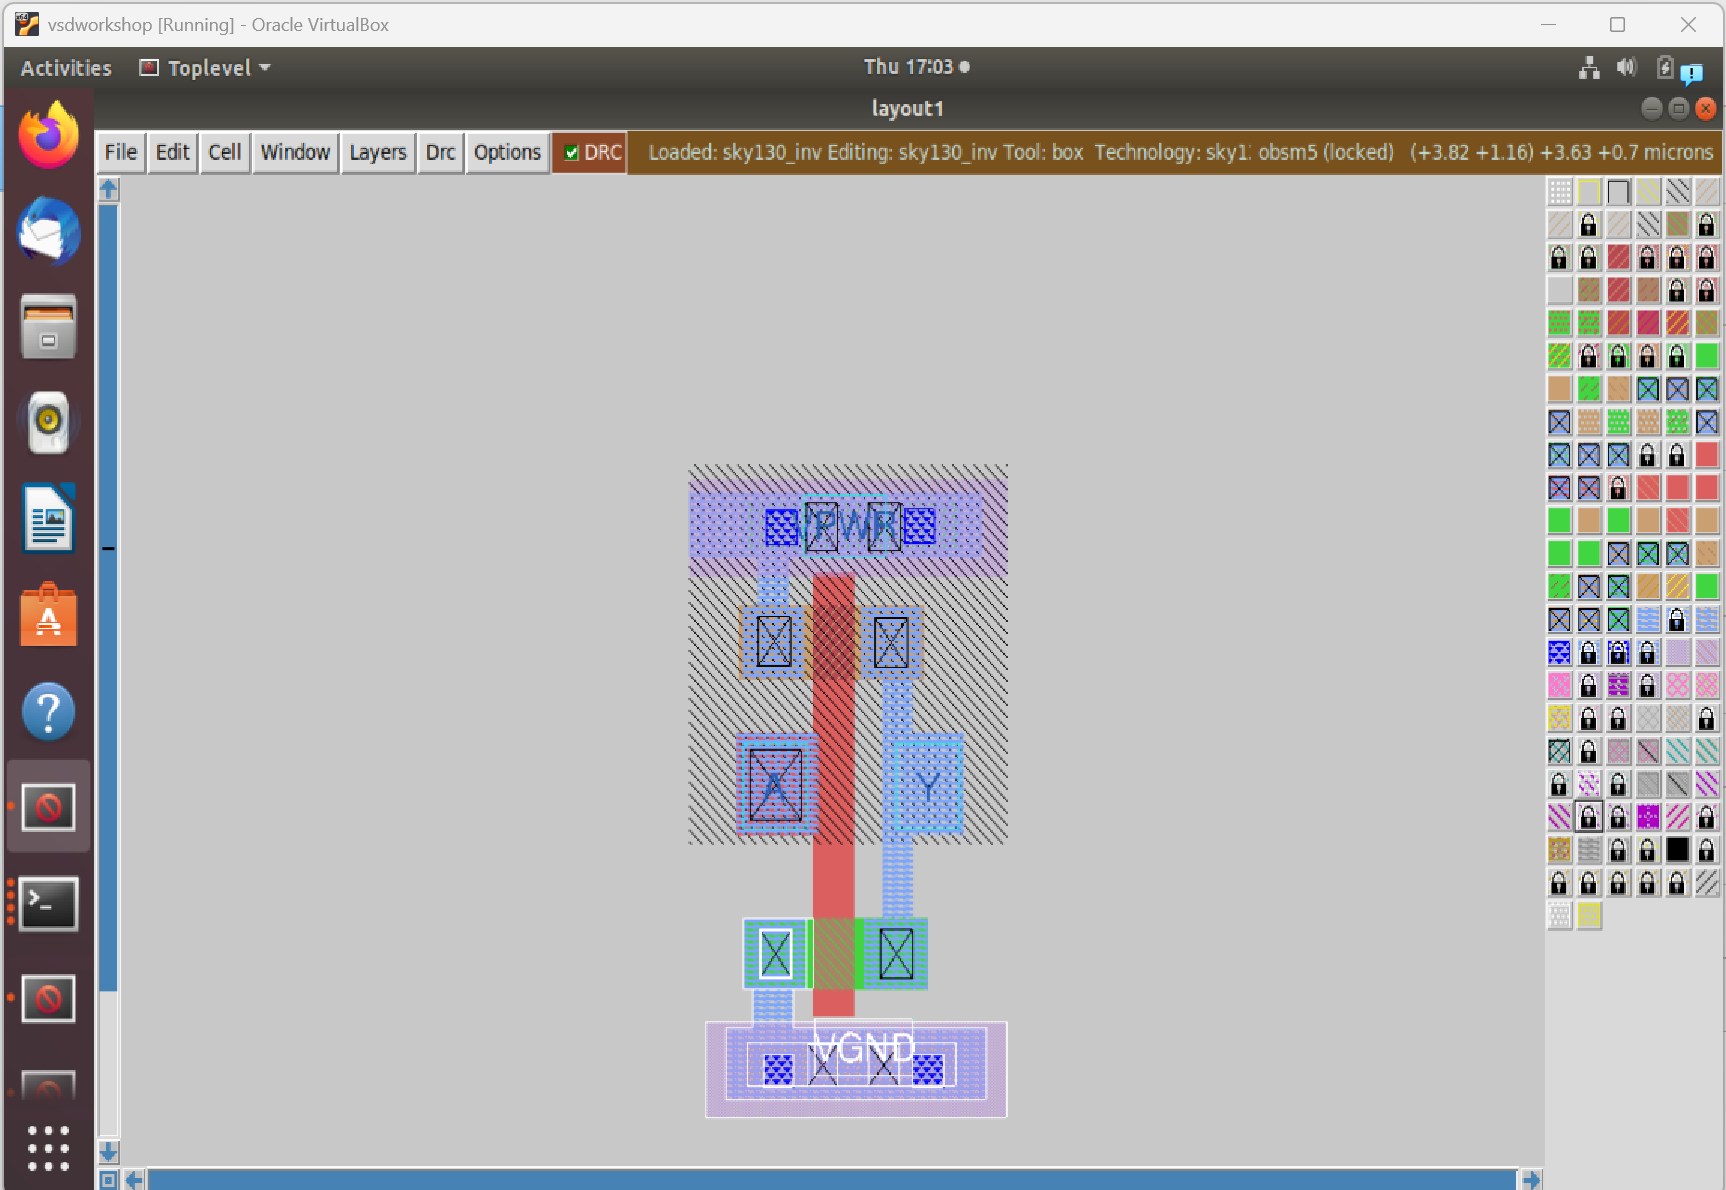 vsdworkshop [Running] - Oracle VirtualBox
Activities Toplevel Thu 17:03
layout1
File Edit Cell Window Layers Drc Options DRC Loaded: sky130_inv Editing: sky130_inv Tool: box Technology: sky1: obsm5 (locked) (+3.82 +1.16) +3.63 +0.7 microns
VPWR
A Y
VGND